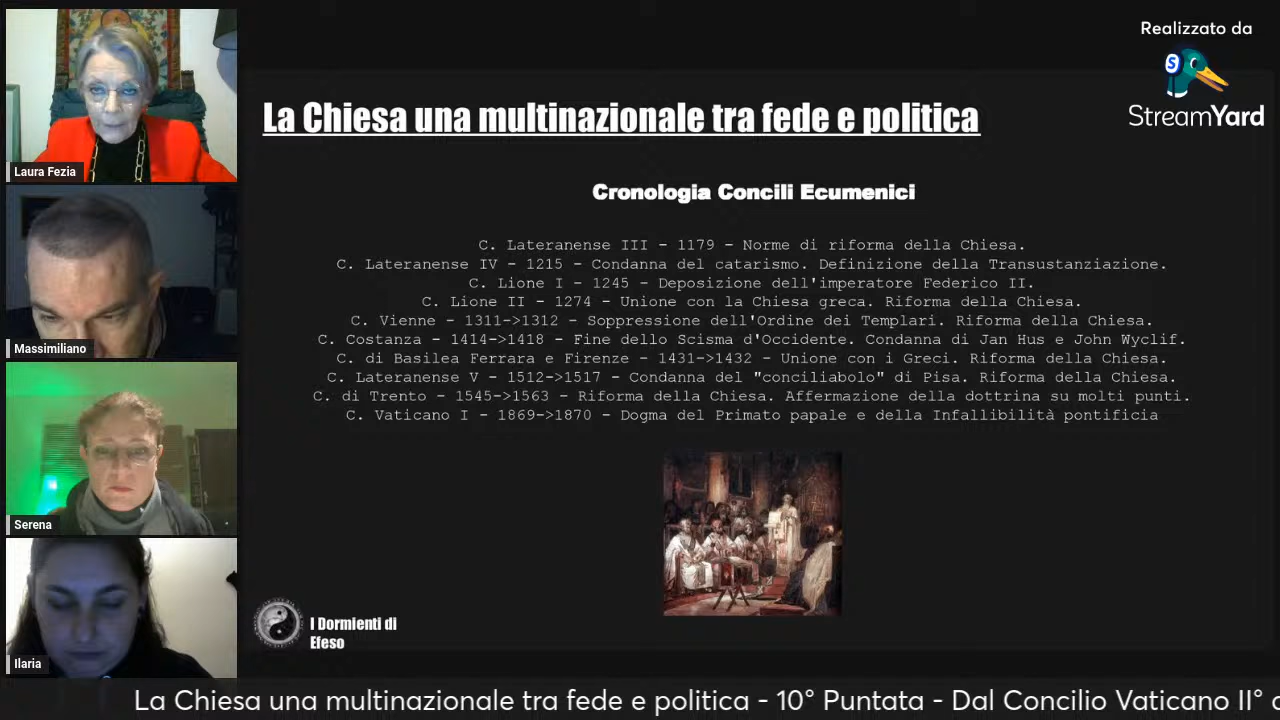 Realizzato da
StreamYard
La Chiesa una multinazionale tra fede e politica
Cronologia Concili Ecumenici
C. Lateranense III - 1179 - Norme di riforma della Chiesa.
C. Lateranense IV - 1215 - Condanna del catarismo. Definizione della Transustanziazione.
C. Lione I - 1245 - Deposizione dell'imperatore Federico II.
C. Lione II - 1274 - Unione con la Chiesa greca. Riforma della Chiesa.
C. Vienne - 1311->1312 - Soppressione dell'Ordine dei Templari. Riforma della Chiesa.
C. Costanza - 1414->1418 - Fine dello Scisma d'Occidente. Condanna di Jan Hus e John Wyclif.
C. di Basilea Ferrara e Firenze - 1431->1432 - Unione con i Greci. Riforma della Chiesa.
C. Lateranense V - 1512->1517 - Condanna del "conciliabolo" di Pisa. Riforma della Chiesa.
C. di Trento - 1545->1563 - Riforma della Chiesa. Affermazione della dottrina su molti punti.
C. Vaticano I - 1869->1870 - Dogma del Primato papale e della Infallibilità pontificia
Laura Fezia
Massimiliano
Serena
Ilaria
I Dormienti di
Efeso
La Chiesa una multinazionale tra fede e politica - 10° Puntata - Dal Concilio Vaticano II°